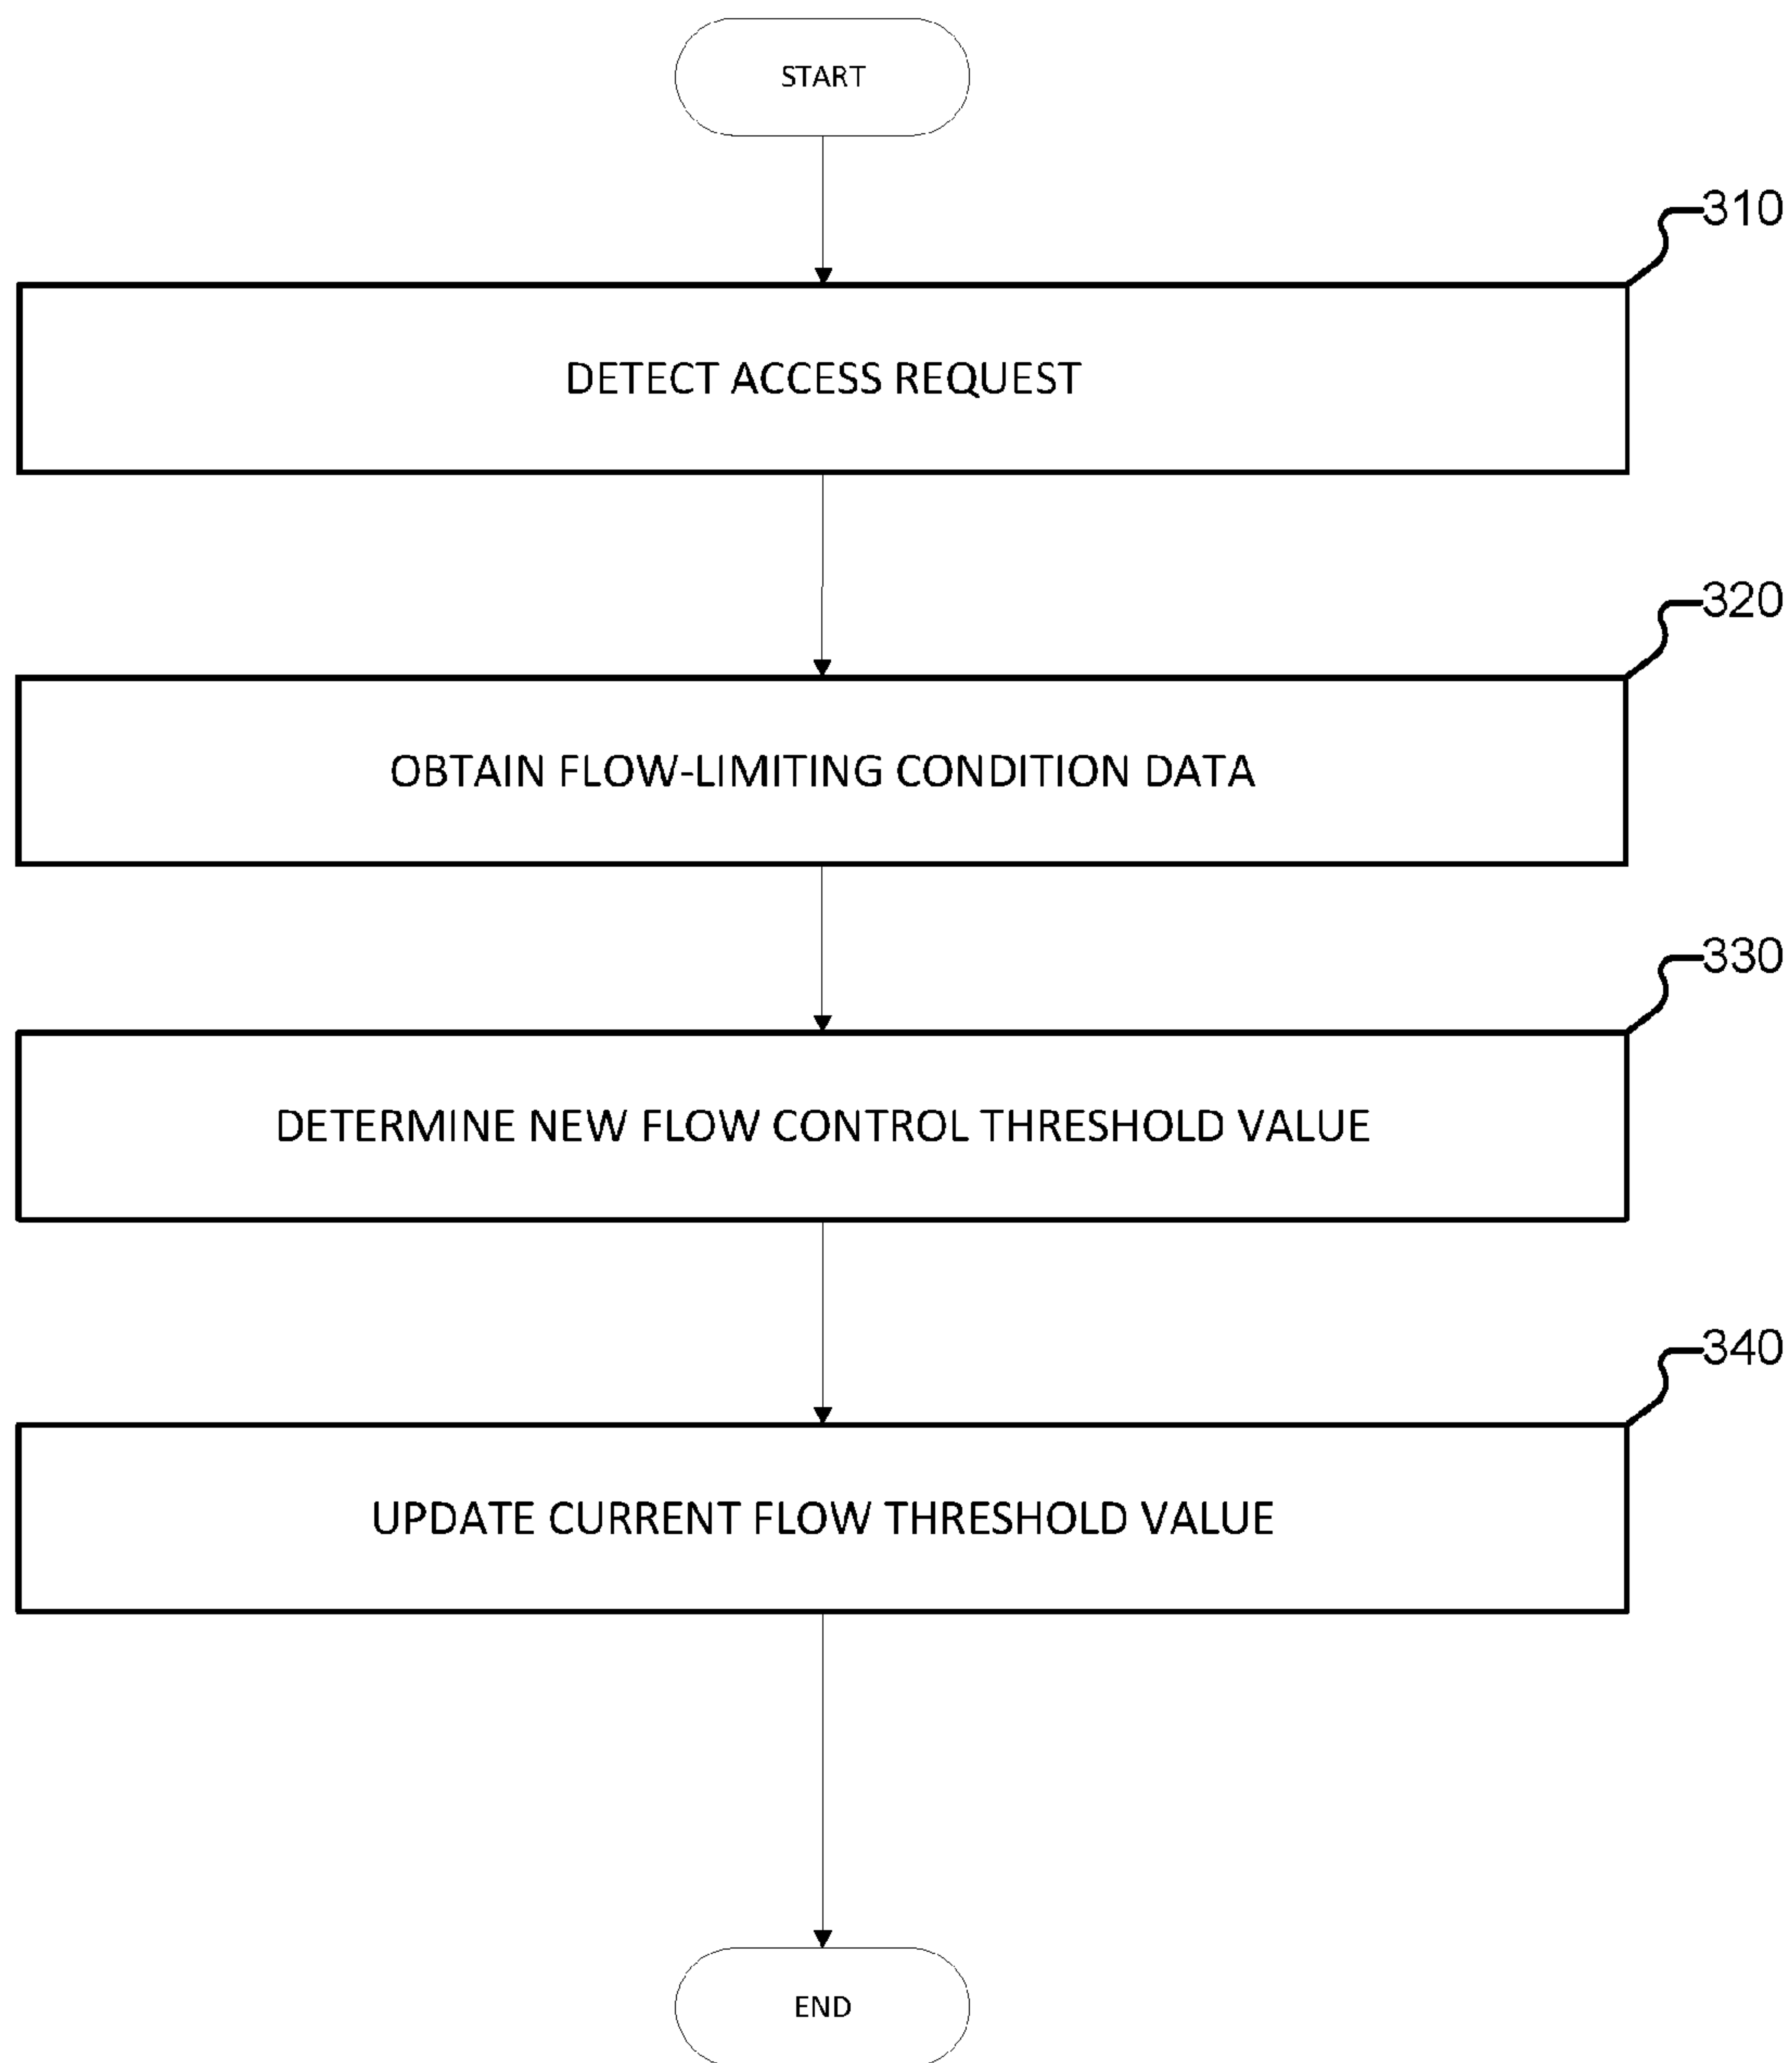 START
310
DETECT ACCESS REQUEST
320
OBTAIN FLOW-LIMITING CONDITION DATA
330
DETERMINE NEW FLOW CONTROL THRESHOLD VALUE
340
UPDATE CURRENT FLOW THRESHOLD VALUE
END